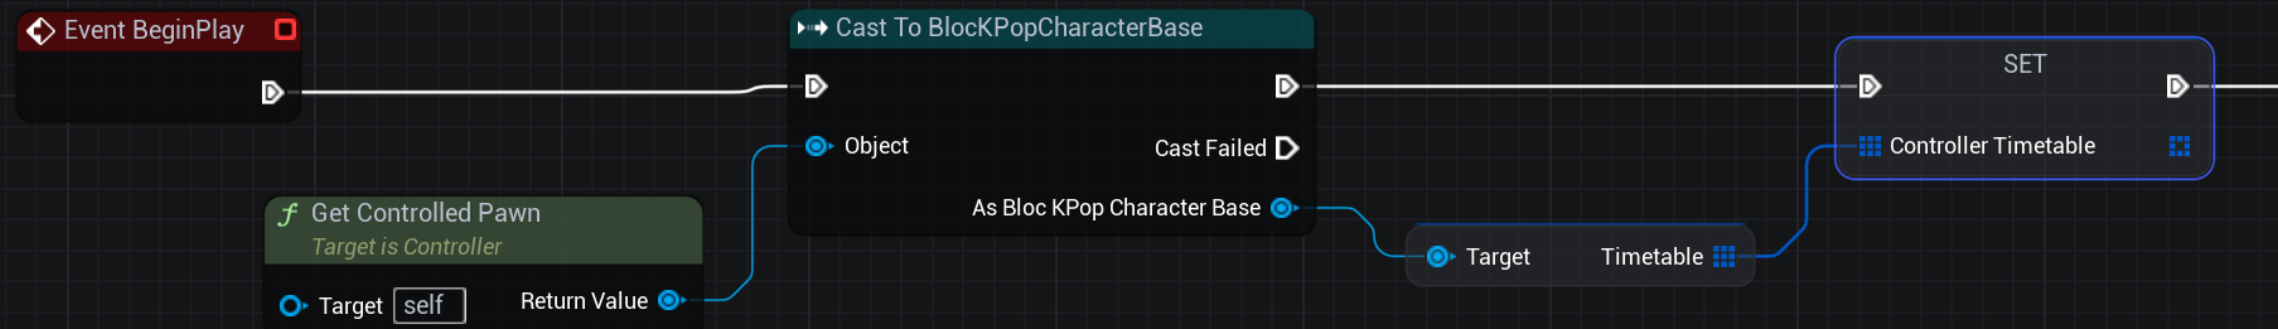 Event BeginPlay
Cast To BlocKPopCharacterBase
SET
Object
Cast Failed
Controller Timetable
As Bloc KPop Character Base
Get Controlled Pawn
Target is Controller
Target
Timetable
Target self
Return Value